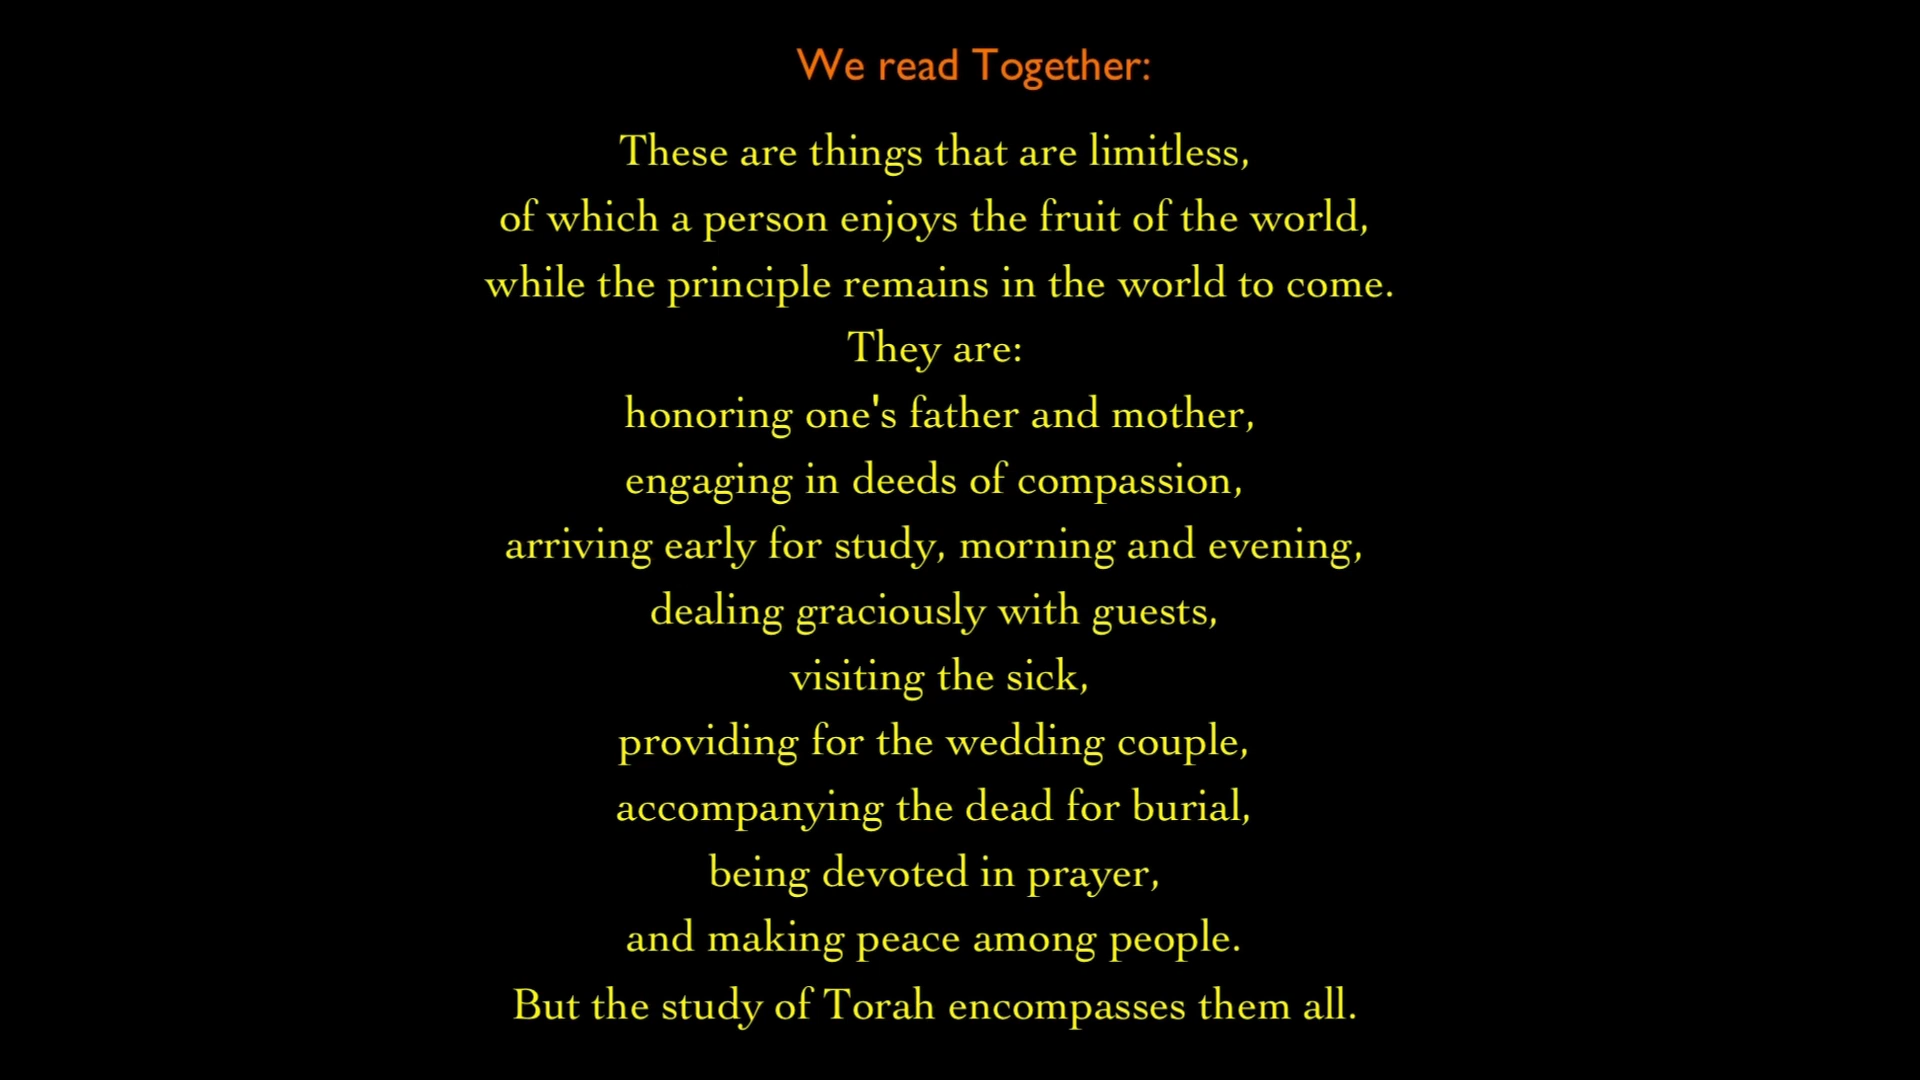 We read Together:
These are things that are limitless,
of which a person enjoys the fruit of the world,
while the principle remains in the world to come.
They are:
honoring one's father and mother,
engaging in deeds of compassion,
arriving early for study, morning and evening,
dealing graciously with guests,
visiting the sick,
providing for the wedding couple,
accompanying the dead for burial,
being devoted in prayer,
and making peace among people.
But the study of Torah encompasses them all.